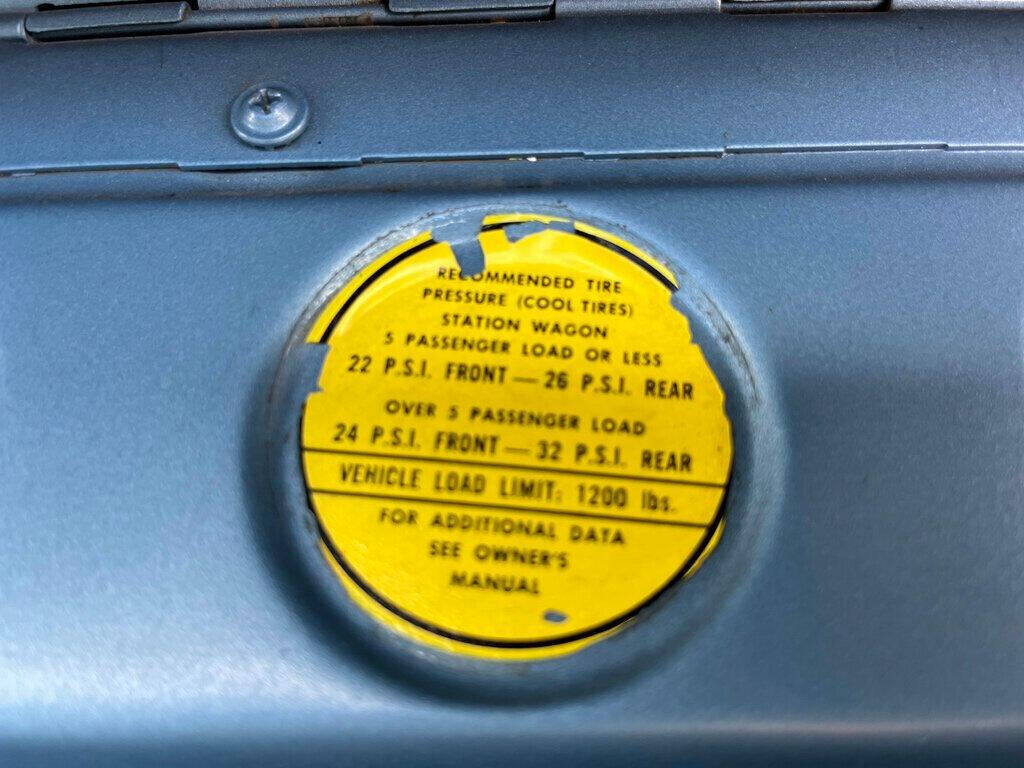 RECOMMENDED TIRE
PRESSURE (COOL TIRES)
STATION WAGON
5 PASSENGER LOAD OR LESS
22 P.S.I. FRONT — 26 P.S.I. REAR
OVER 5 PASSENGER LOAD
24 P.S.I. FRONT — 32 P.S.I. REAR
VEHICLE LOAD LIMIT: 1200 lbs.
FOR ADDITIONAL DATA
SEE OWNER'S
MANUAL